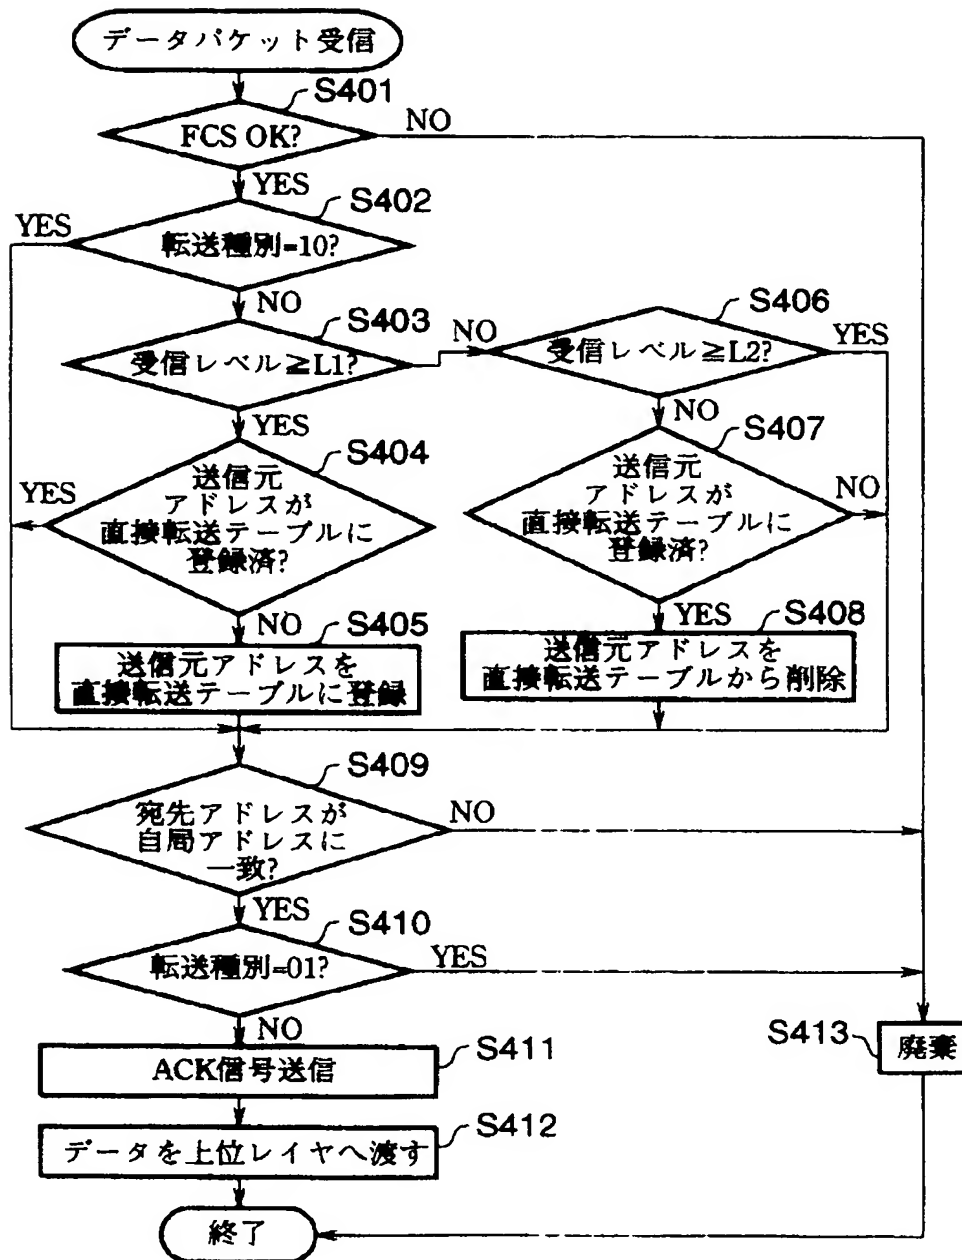 データパケット受信
S401
FCS OK?
NO
YES
S402
YES
転送種別=10?
NO
S403
受信レベル≧L1?
NO
S406
受信レベル≧L2?
YES
YES
S404
YES
送信元
アドレスが
直接転送テーブルに
登録済?
NO
S407
送信元
アドレスが
直接転送テーブルに
登録済?
NO
NO
S405
送信元アドレスを
直接転送テーブルに登録
YES
S408
送信元アドレスを
直接転送テーブルから削除
S409
宛先アドレスが
自局アドレスに
一致?
NO
YES
S410
転送種別=01?
YES
NO
S411
ACK信号送信
S413
廃棄
S412
データを上位レイヤへ渡す
終了